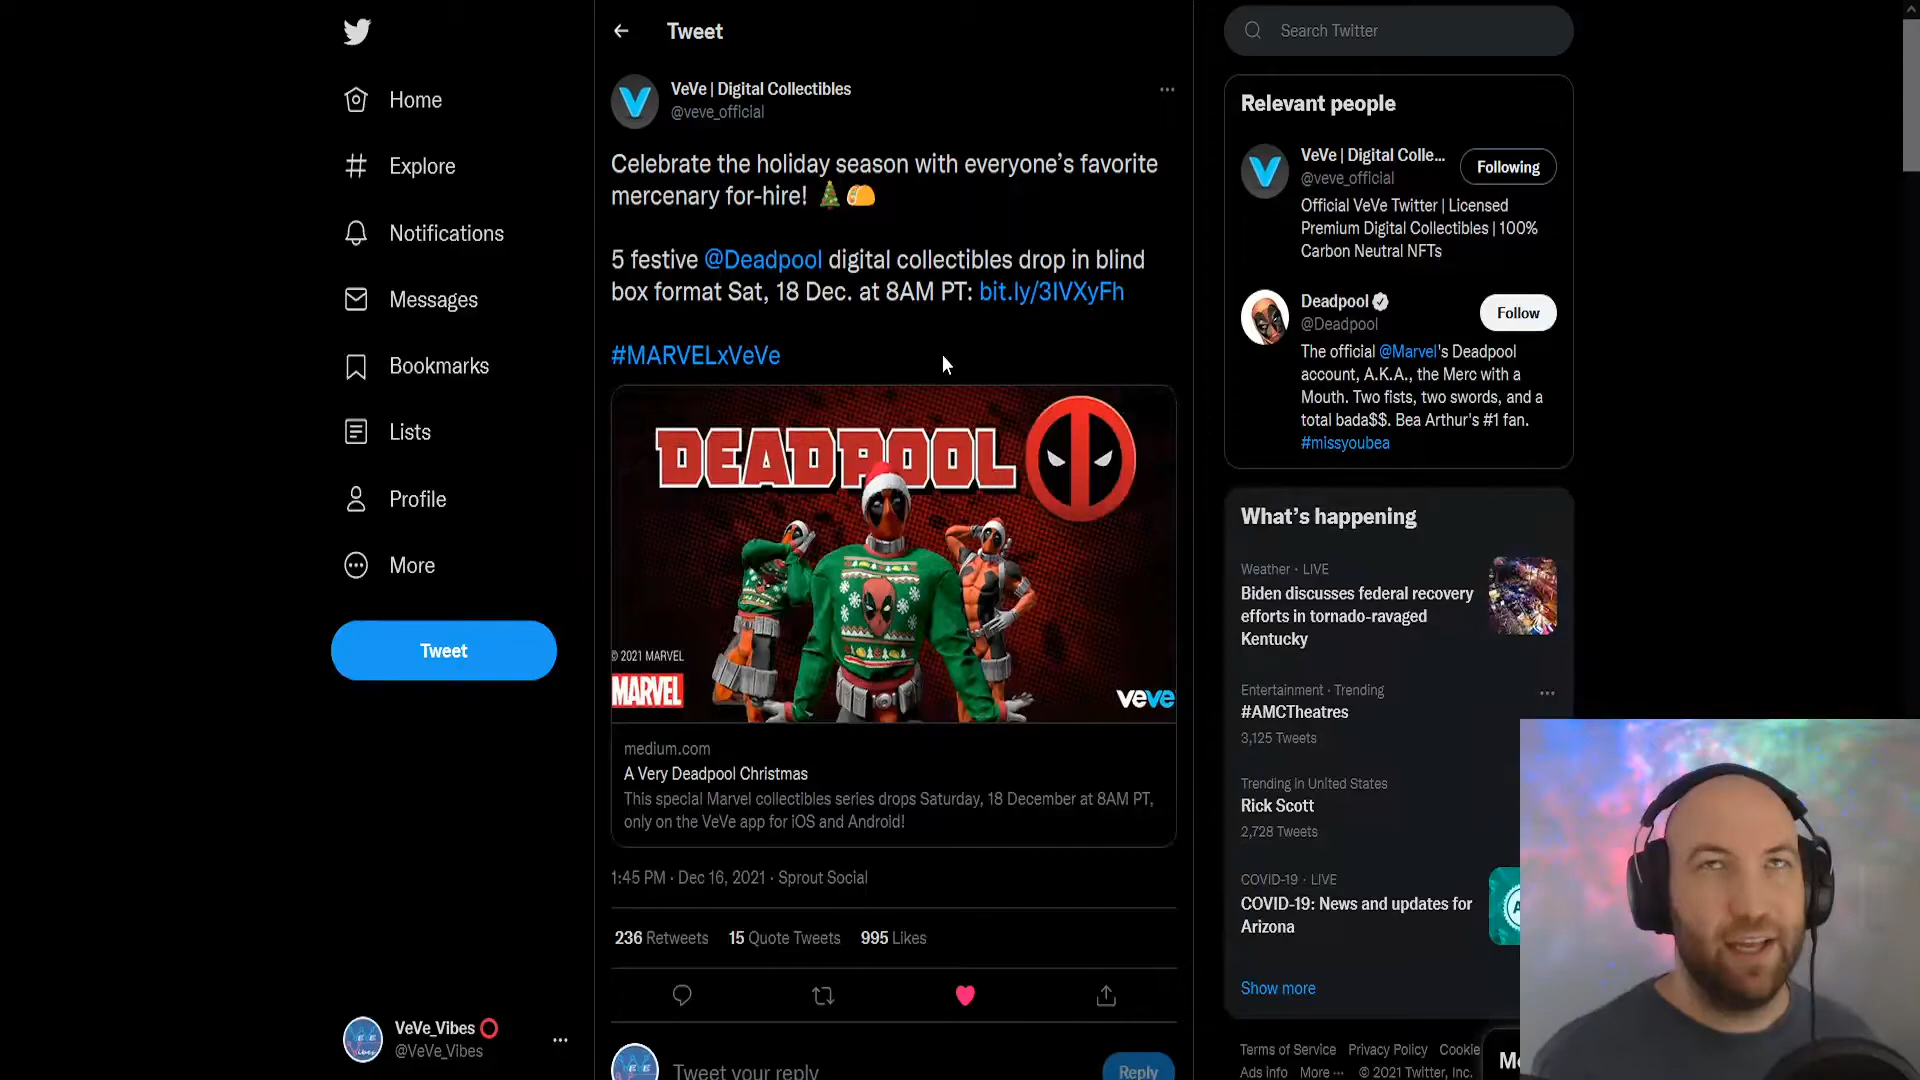 Tweet
Search Twitter
Home
Explore
Notifications
Messages
Bookmarks
Lists
Profile
More
Tweet
VeVe_Vibes
@VeVe_Vibes
VeVe | Digital Collectibles
@veve_official
Celebrate the holiday season with everyone’s favorite
mercenary for-hire! 🎄🌮
5 festive @Deadpool digital collectibles drop in blind
box format Sat, 18 Dec. at 8AM PT: bit.ly/3IVXyFh
#MARVELxVeVe
DEADPOOL
© 2021 MARVEL
MARVEL
veve
medium.com
A Very Deadpool Christmas
This special Marvel collectibles series drops Saturday, 18 December at 8AM PT,
only on the VeVe app for iOS and Android!
1:45 PM · Dec 16, 2021 · Sprout Social
236 Retweets 15 Quote Tweets 995 Likes
Tweet your reply
Reply
Relevant people
VeVe | Digital Colle...
@veve_official
Following
Official VeVe Twitter | Licensed
Premium Digital Collectibles | 100%
Carbon Neutral NFTs
Deadpool
@Deadpool
Follow
The official @Marvel's Deadpool
account, A.K.A., the Merc with a
Mouth. Two fists, two swords, and a
total bada$$. Bea Arthur's #1 fan.
#missyoubea
What’s happening
Weather · LIVE
Biden discusses federal recovery
efforts in tornado-ravaged
Kentucky
Entertainment · Trending
#AMCTheatres
3,125 Tweets
Trending in United States
Rick Scott
2,728 Tweets
COVID-19 · LIVE
COVID-19: News and updates for
Arizona
Show more
Terms of Service Privacy Policy Cookie
Ads info More ··· © 2021 Twitter, Inc.